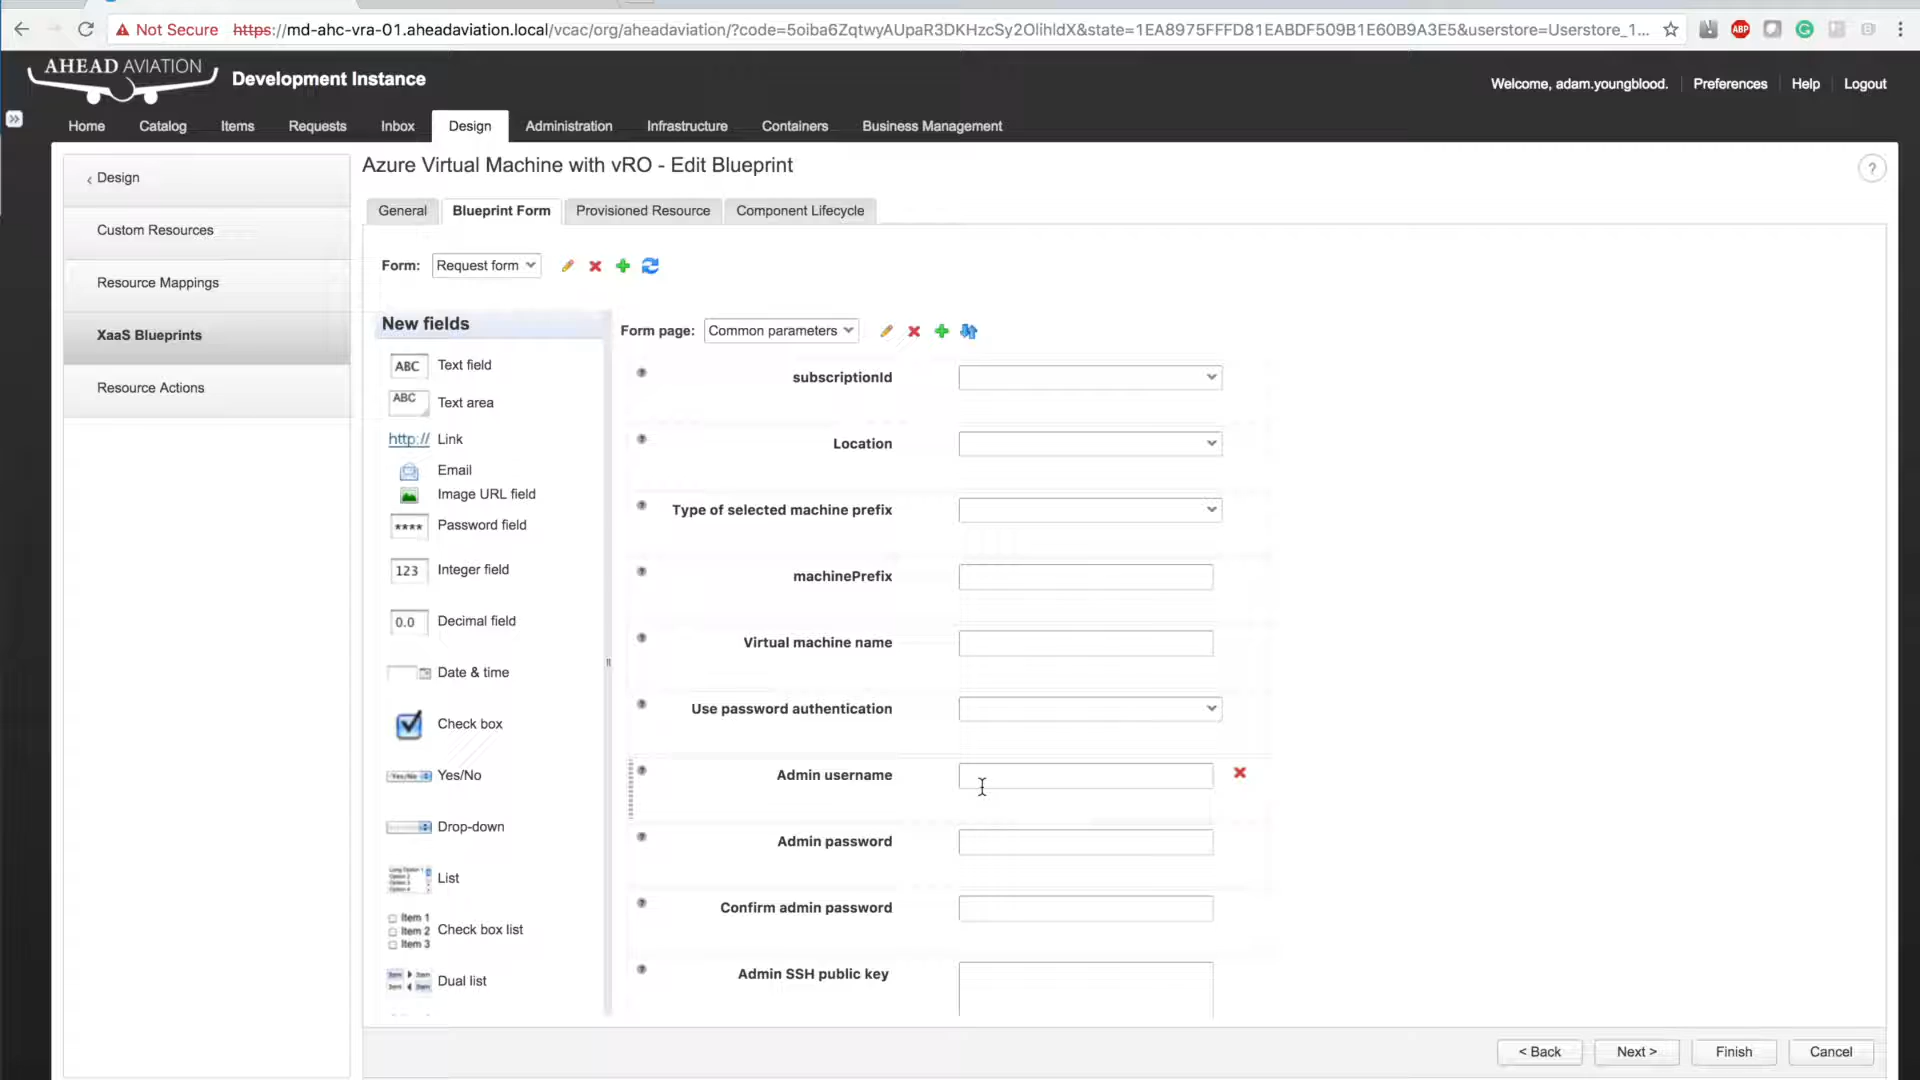 Not Secure https://md-ahc-vra-01.aheadaviation.local/vcac/org/aheadaviation/?code=5oiba6ZqtwyAUpaR3DKHzcSy2OlihldX&state=1EA8975FFFD81EABDF509B1E60B9A3E5&userstore=Userstore_1... ABP
AHEAD AVIATION Development Instance
Welcome, adam.youngblood. Preferences Help Logout
Home Catalog Items Requests Inbox Design Administration Infrastructure Containers Business Management
‹ Design
Custom Resources
Resource Mappings
XaaS Blueprints
Resource Actions
Azure Virtual Machine with vRO - Edit Blueprint
General Blueprint Form Provisioned Resource Component Lifecycle
Form: Request form
New fields
ABC Text field
ABC Text area
http:// Link
Email
Image URL field
**** Password field
123 Integer field
0.0 Decimal field
Date & time
Check box
Yes/No Yes/No
Drop-down
List
Item 1
Item 2 Check box list
Item 3
Dual list
Form page: Common parameters
subscriptionId
Location
Type of selected machine prefix
machinePrefix
Virtual machine name
Use password authentication
Admin username
Admin password
Confirm admin password
Admin SSH public key
< Back Next > Finish Cancel